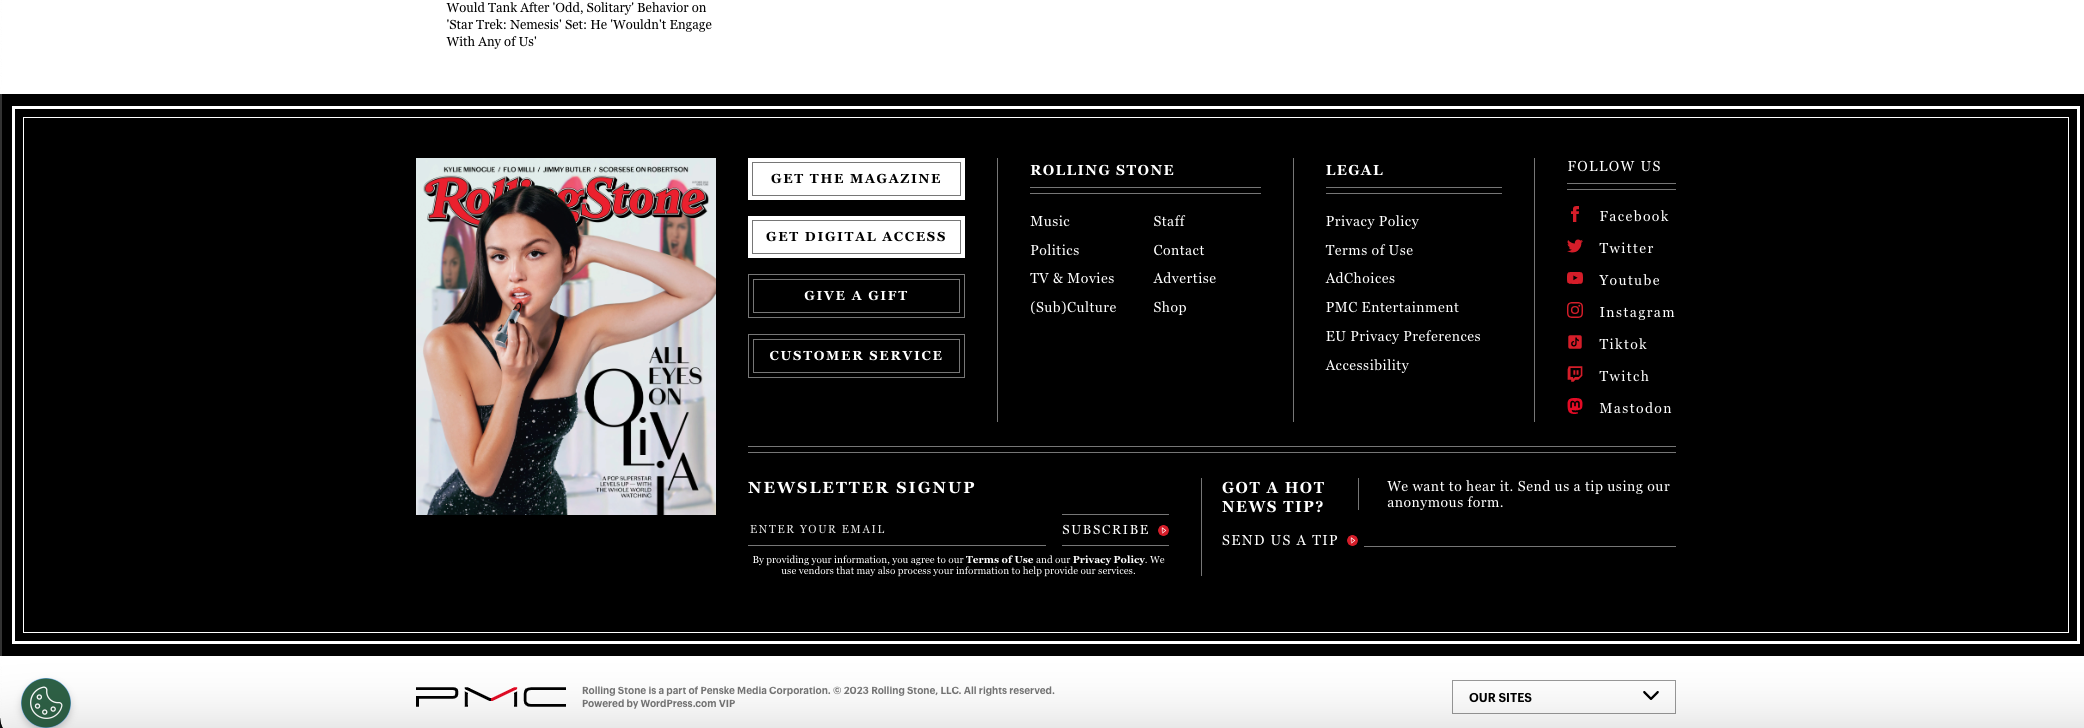 Would Tank After 'Odd, Solitary' Behavior on
'Star Trek: Nemesis' Set: He 'Wouldn't Engage
With Any of Us'
KYLIE MINOGUE / FLO MILLI / JIMMY BUTLER / SCORSESE ON ROBERTSON
RollingStone
ALL
EYES
ON
OLiViA
A POP SUPERSTAR
LEVELS UP — WITH
THE WHOLE WORLD
WATCHING
GET THE MAGAZINE
GET DIGITAL ACCESS
GIVE A GIFT
CUSTOMER SERVICE
ROLLING STONE
Music
Politics
TV & Movies
(Sub)Culture
Staff
Contact
Advertise
Shop
LEGAL
Privacy Policy
Terms of Use
AdChoices
PMC Entertainment
EU Privacy Preferences
Accessibility
FOLLOW US
Facebook
Twitter
Youtube
Instagram
Tiktok
Twitch
Mastodon
NEWSLETTER SIGNUP
ENTER YOUR EMAIL
SUBSCRIBE
By providing your information, you agree to our Terms of Use and our Privacy Policy. We
use vendors that may also process your information to help provide our services.
GOT A HOT
NEWS TIP?
We want to hear it. Send us a tip using our
anonymous form.
SEND US A TIP
PMC
Rolling Stone is a part of Penske Media Corporation. © 2023 Rolling Stone, LLC. All rights reserved.
Powered by WordPress.com VIP
OUR SITES